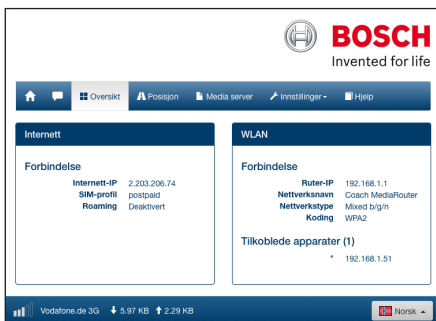 BOSCH
Invented for life
Oversikt Posisjon Media server Innstillinger Hjelp
Internett
Forbindelse
Internett-IP 2.203.206.74
SIM-profil postpaid
Roaming Deaktivert
WLAN
Forbindelse
Ruter-IP 192.168.1.1
Nettverksnavn Coach MediaRouter
Nettverkstype Mixed b/g/n
Koding WPA2
Tilkoblede apparater (1)
* 192.168.1.51
Vodafone.de 3G 5.97 KB 2.29 KB Norsk